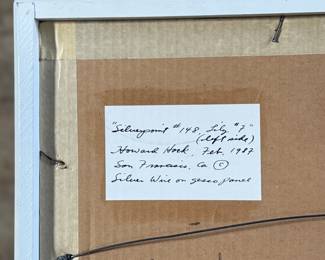 "Silverpoint #148, Lily #7"
(left side)
Howard Hack, Feb. 1987
San Francisco, Ca ©
Silver Wire on gesso panel